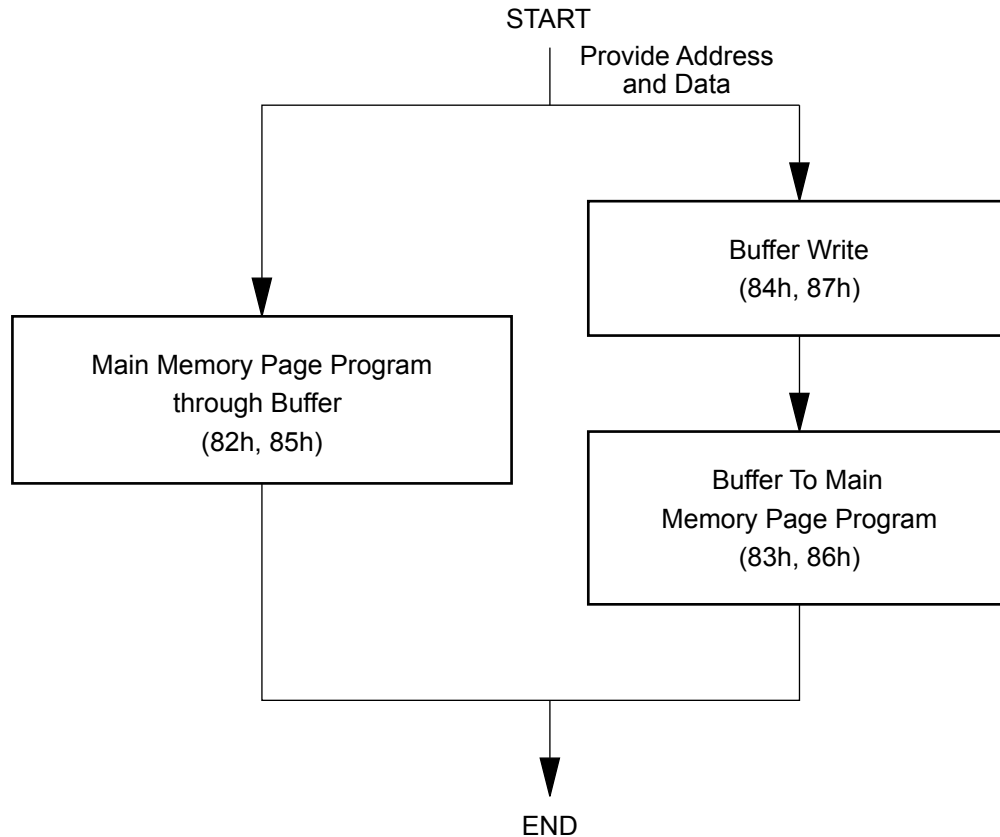 START
Provide Address
and Data
Buffer Write
(84h, 87h)
Main Memory Page Program
through Buffer
(82h, 85h)
Buffer To Main
Memory Page Program
(83h, 86h)
END